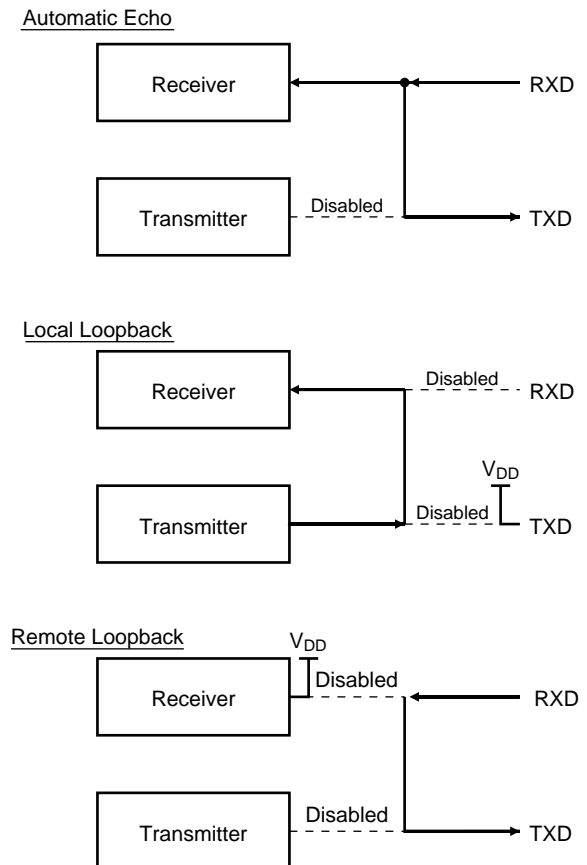 Automatic Echo
Receiver
RXD
Transmitter
Disabled
TXD
Local Loopback
Receiver
Disabled
RXD
VDD
Transmitter
Disabled
TXD
Remote Loopback
VDD
Receiver
Disabled
RXD
Transmitter
Disabled
TXD